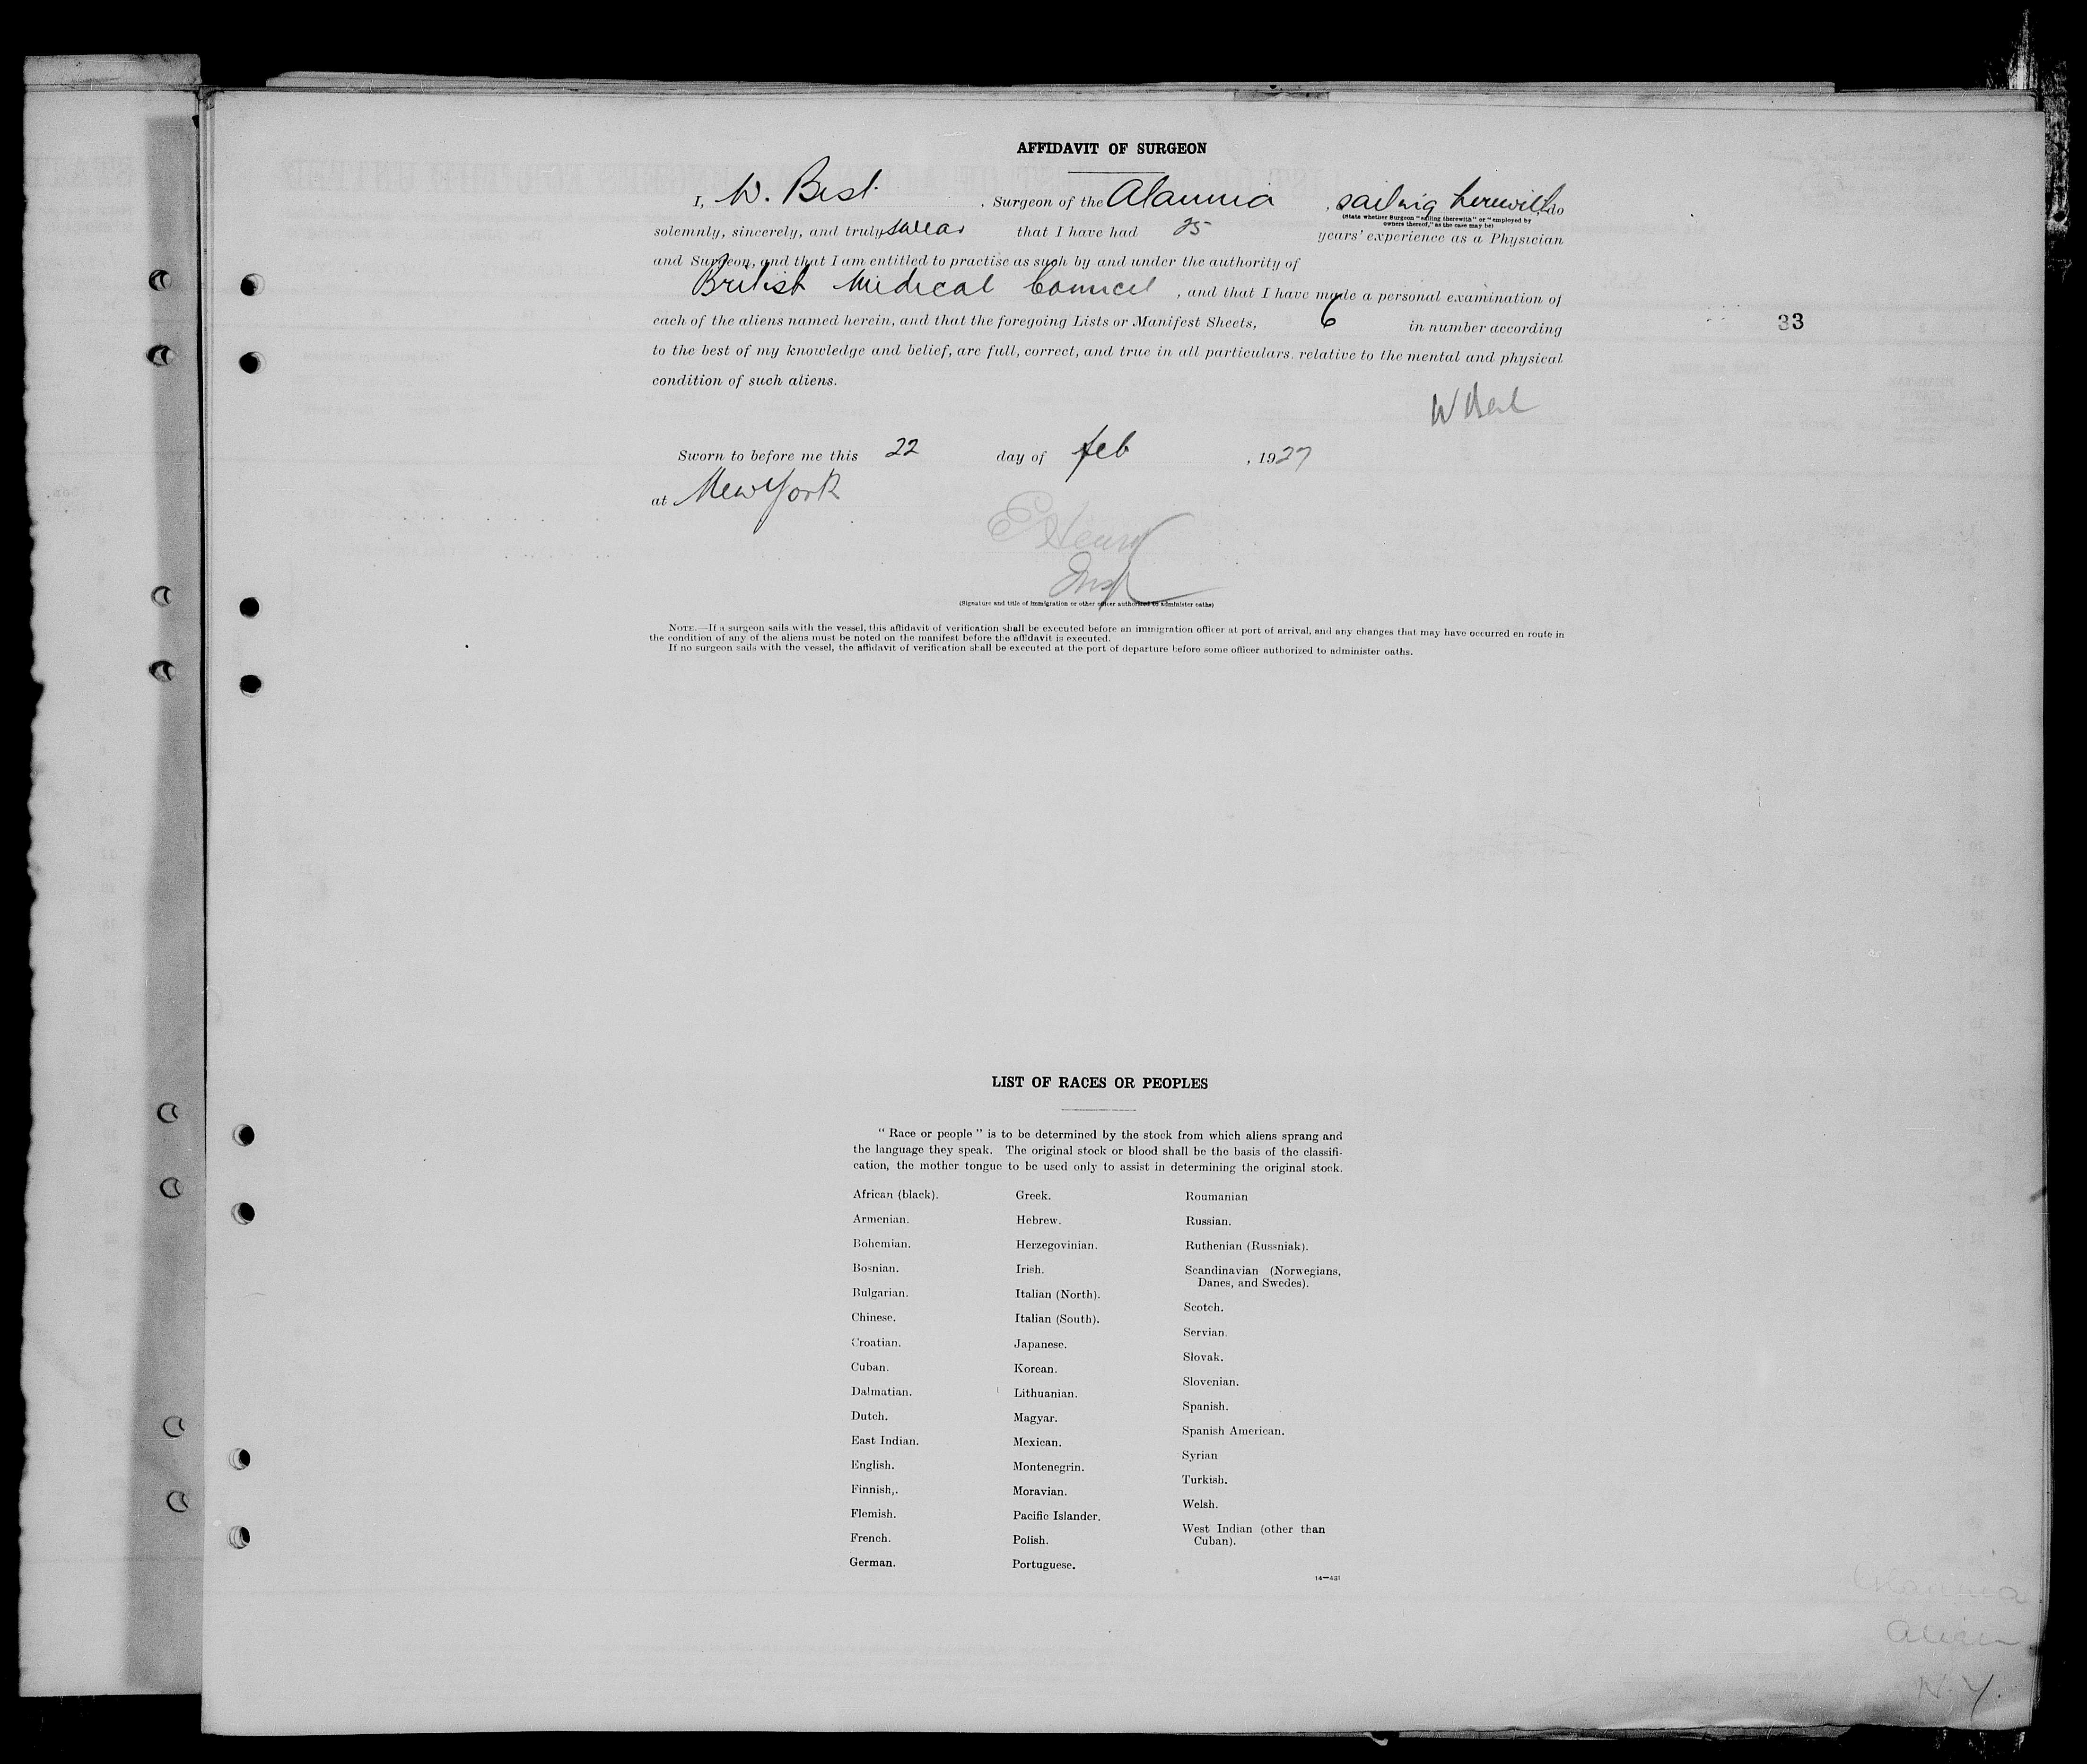 AFFIDAVIT OF SURGEON
I, W. Best, Surgeon of the Alaunia, sailing herewith, do
(State whether Surgeon "sailing therewith" or "employed by
owners thereof," as the case may be)
solemnly, sincerely, and truly swear that I have had 25 years' experience as a Physician
and Surgeon, and that I am entitled to practise as such by and under the authority of
British Medical Council, and that I have made a personal examination of
each of the aliens named herein, and that the foregoing Lists or Manifest Sheets, 6 in number according
33
to the best of my knowledge and belief, are full, correct, and true in all particulars, relative to the mental and physical
condition of such aliens.
W Best
Sworn to before me this 22 day of feb, 1927
at New York
E Henry
Insp
(Signature and title of immigration or other officer authorized to administer oaths)
NOTE.—If a surgeon sails with the vessel, this affidavit of verification shall be executed before an immigration officer at port of arrival, and any changes that may have occurred en route in
the condition of any of the aliens must be noted on the manifest before the affidavit is executed.
If no surgeon sails with the vessel, the affidavit of verification shall be executed at the port of departure before some officer authorized to administer oaths.
LIST OF RACES OR PEOPLES
"Race or people" is to be determined by the stock from which aliens sprang and
the language they speak. The original stock or blood shall be the basis of the classifi-
cation, the mother tongue to be used only to assist in determining the original stock.
African (black).
Armenian.
Bohemian.
Bosnian.
Bulgarian.
Chinese.
Croatian.
Cuban.
Dalmatian.
Dutch.
East Indian.
English.
Finnish,.
Flemish.
French.
German.
Greek.
Hebrew.
Herzegovinian.
Irish.
Italian (North).
Italian (South).
Japanese.
Korean.
Lithuanian.
Magyar.
Mexican.
Montenegrin.
Moravian.
Pacific Islander.
Polish.
Portuguese.
Roumanian
Russian.
Ruthenian (Russniak).
Scandinavian (Norwegians,
Danes, and Swedes).
Scotch.
Servian.
Slovak.
Slovenian.
Spanish.
Spanish American.
Syrian
Turkish.
Welsh.
West Indian (other than
Cuban).
14—431
Alaunia
Alien
N.Y.